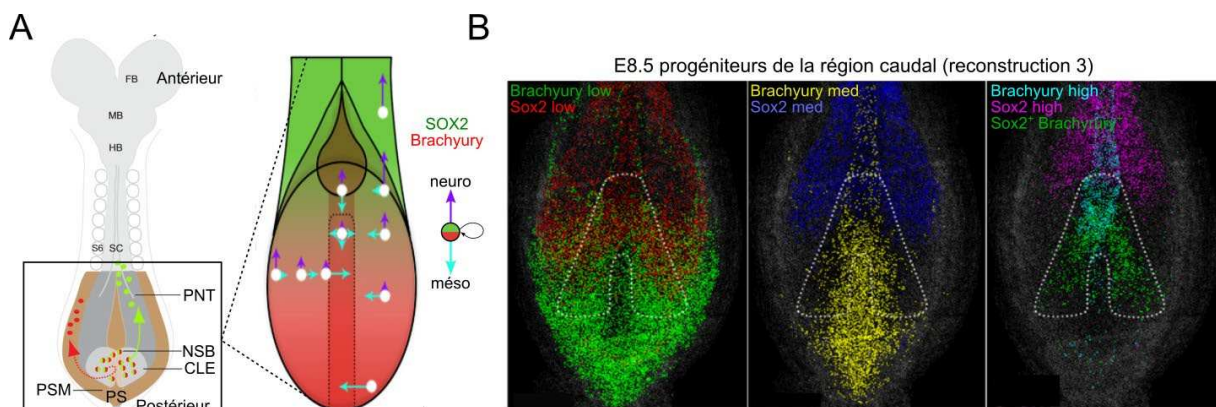 A
Antérieur
FB
MB
HB
S6
SC
PNT
NSB
CLE
PSM
PS
Postérieur
SOX2
Brachyury
neuro
méso
B
E8.5 progéniteurs de la région caudal (reconstruction 3)
Brachyury low
Sox2 low
Brachyury med
Sox2 med
Brachyury high
Sox2 high
Sox2⁺ Brachyrury⁺